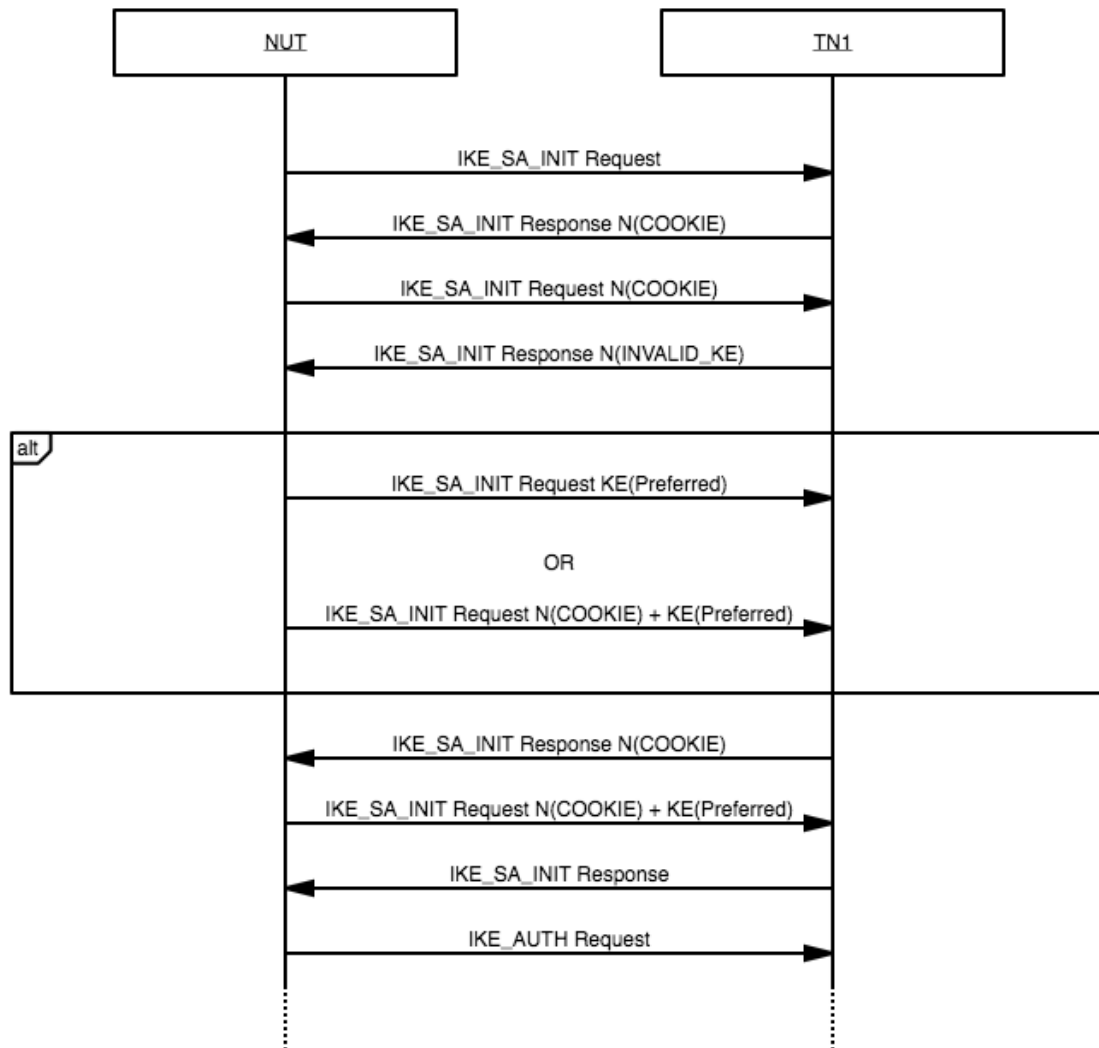 NUT
TN1
IKE_SA_INIT Request
IKE_SA_INIT Response N(COOKIE)
IKE_SA_INIT Request N(COOKIE)
IKE_SA_INIT Response N(INVALID_KE)
alt
IKE_SA_INIT Request KE(Preferred)
OR
IKE_SA_INIT Request N(COOKIE) + KE(Preferred)
IKE_SA_INIT Response N(COOKIE)
IKE_SA_INIT Request N(COOKIE) + KE(Preferred)
IKE_SA_INIT Response
IKE_AUTH Request